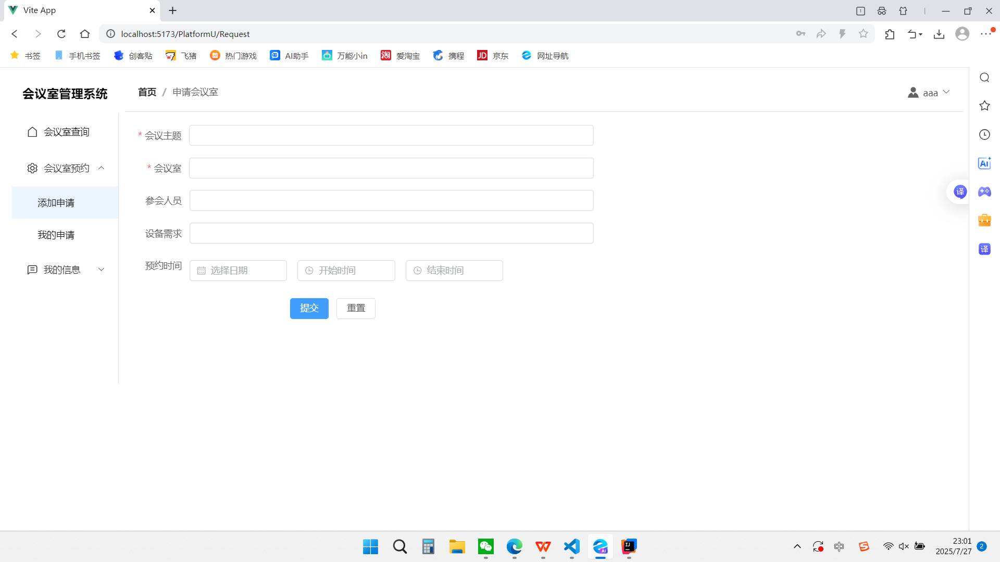 Vite App
localhost:5173/PlatformU/Request
书签 手机书签 创客贴 飞猪 热门游戏 AI助手 万能小in 爱淘宝 携程 京东 网址导航
会议室管理系统
首页 / 申请会议室
aaa
会议室查询
会议室预约
添加申请
我的申请
我的信息
* 会议主题
* 会议室
参会人员
设备需求
预约时间 选择日期 开始时间 结束时间
提交 重置
译
AI
译
中
23:01
2025/7/27
2